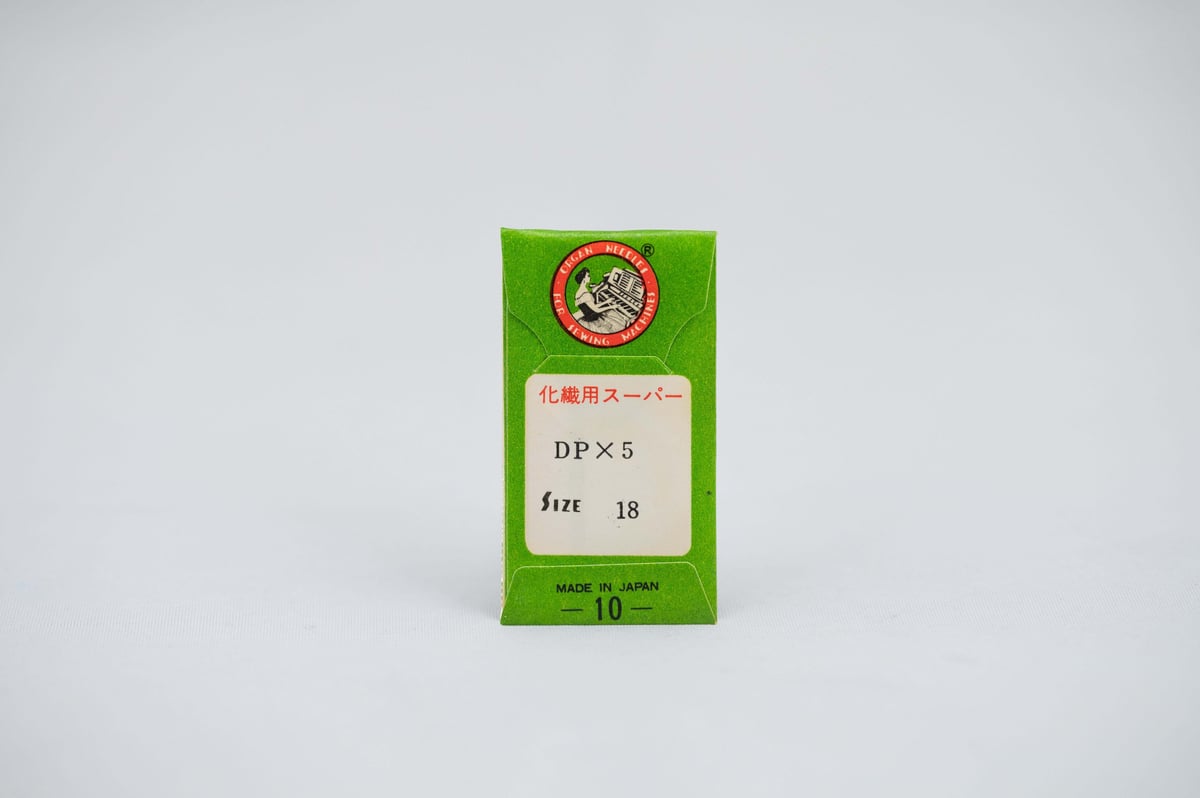 ORGAN NEEDLES
FOR SEWING MACHINES
®
化繊用スーパー
DP×5
SIZE 18
MADE IN JAPAN
—10—